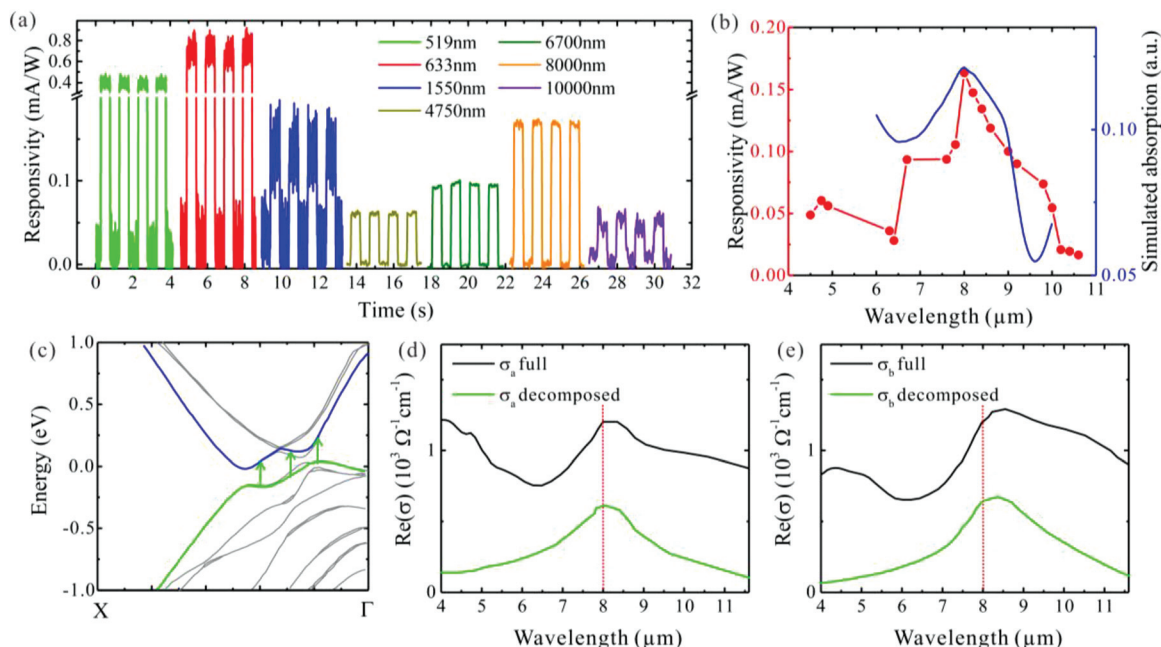 (a)
Responsivity (mA/W)
0.8
0.6
0.4
0.1
0.0
519nm
633nm
1550nm
4750nm
6700nm
8000nm
10000nm
0 2 4 6 8 10 12 14 16 18 20 22 24 26 28 30 32
Time (s)
(b)
Responsivity (mA/W)
0.20
0.15
0.10
0.05
0.00
4 5 6 7 8 9 10 11
Wavelength (µm)
0.10
0.05
Simulated absorption (a.u.)
(c)
Energy (eV)
1.0
0.5
0.0
-0.5
-1.0
X Γ
(d)
σa full
σa decomposed
Re(σ) (10³ Ω⁻¹cm⁻¹)
1
0
4 5 6 7 8 9 10 11
Wavelength (µm)
(e)
σb full
σb decomposed
Re(σ) (10³ Ω⁻¹cm⁻¹)
1
0
4 5 6 7 8 9 10 11
Wavelength (µm)